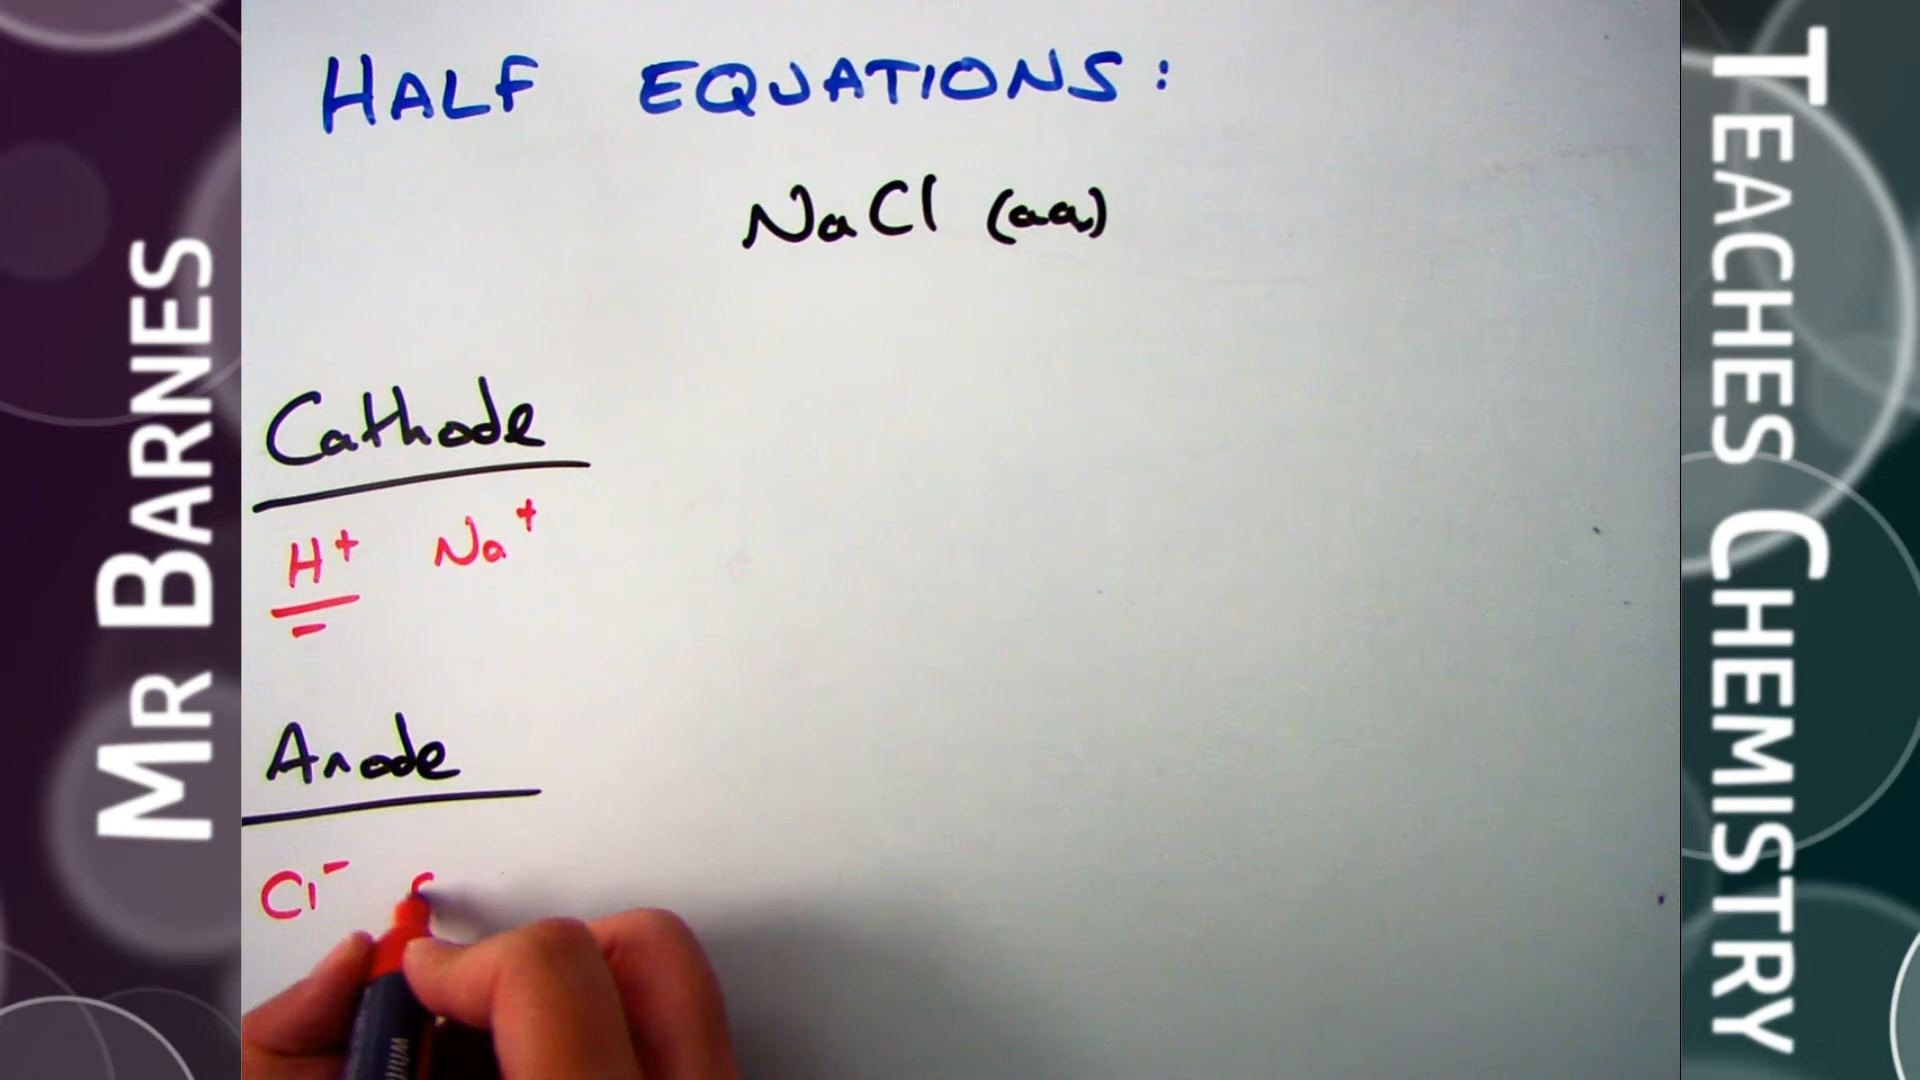 MR BARNES
HALF EQUATIONS:
NaCl (aq)
Cathode
H+ Na+
Anode
Cl-
TEACHES CHEMISTRY